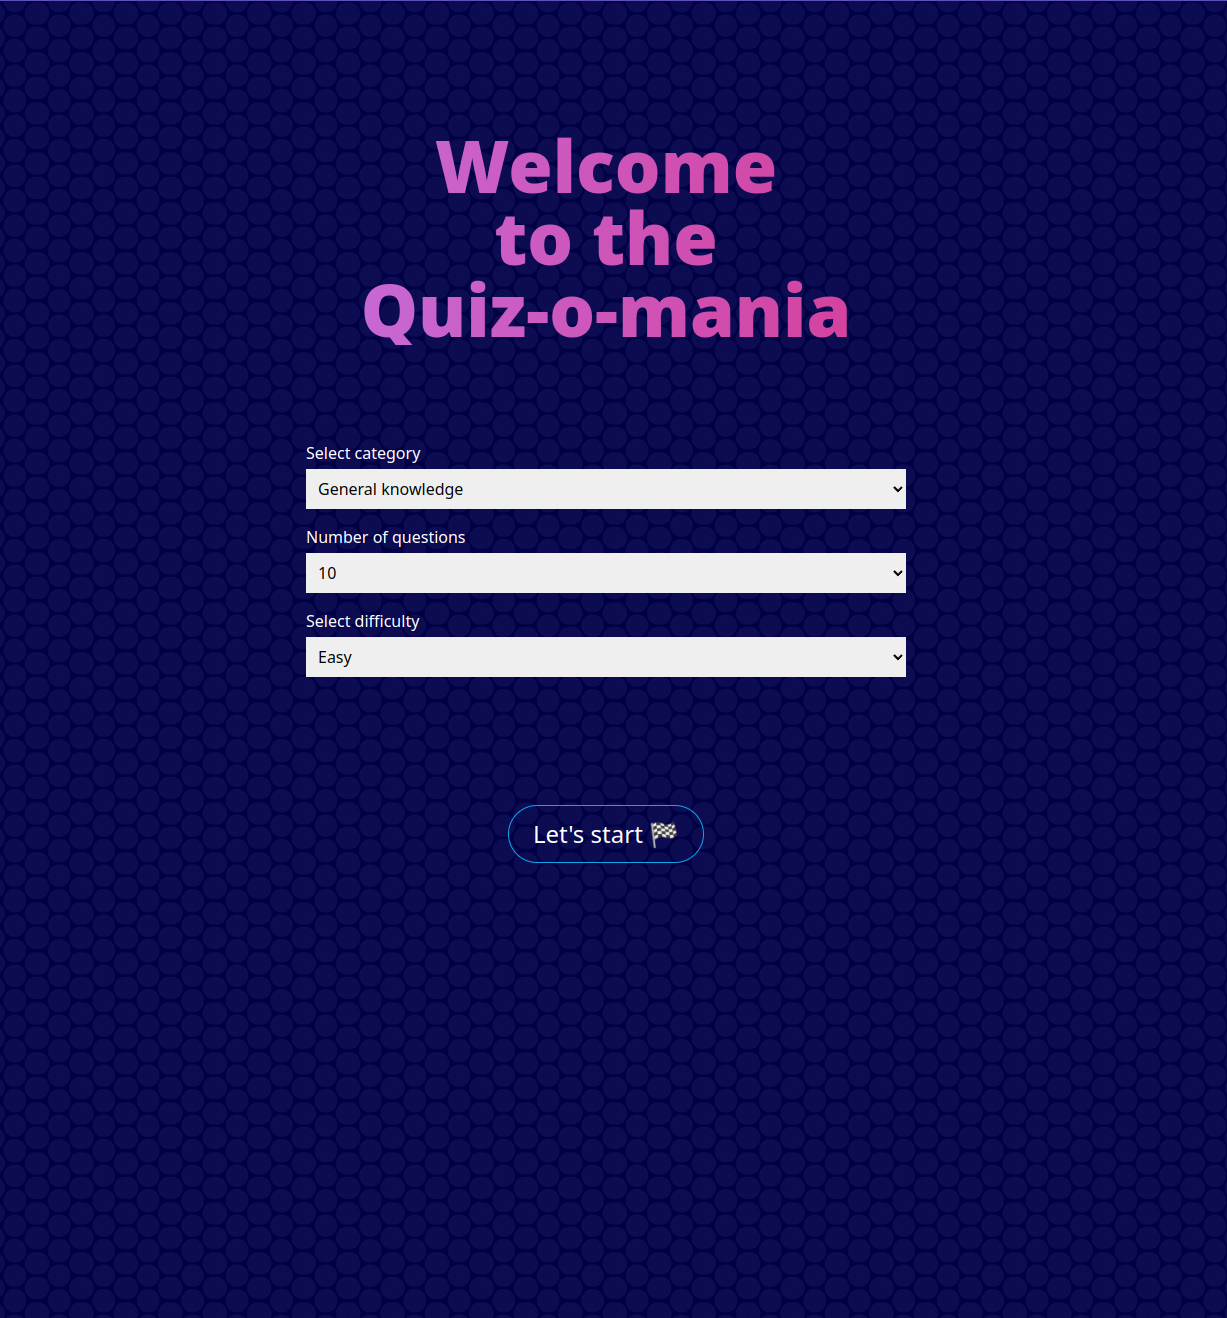 Welcome
to the
Quiz-o-mania
Select category
General knowledge
Number of questions
10
Select difficulty
Easy
Let's start 🏁